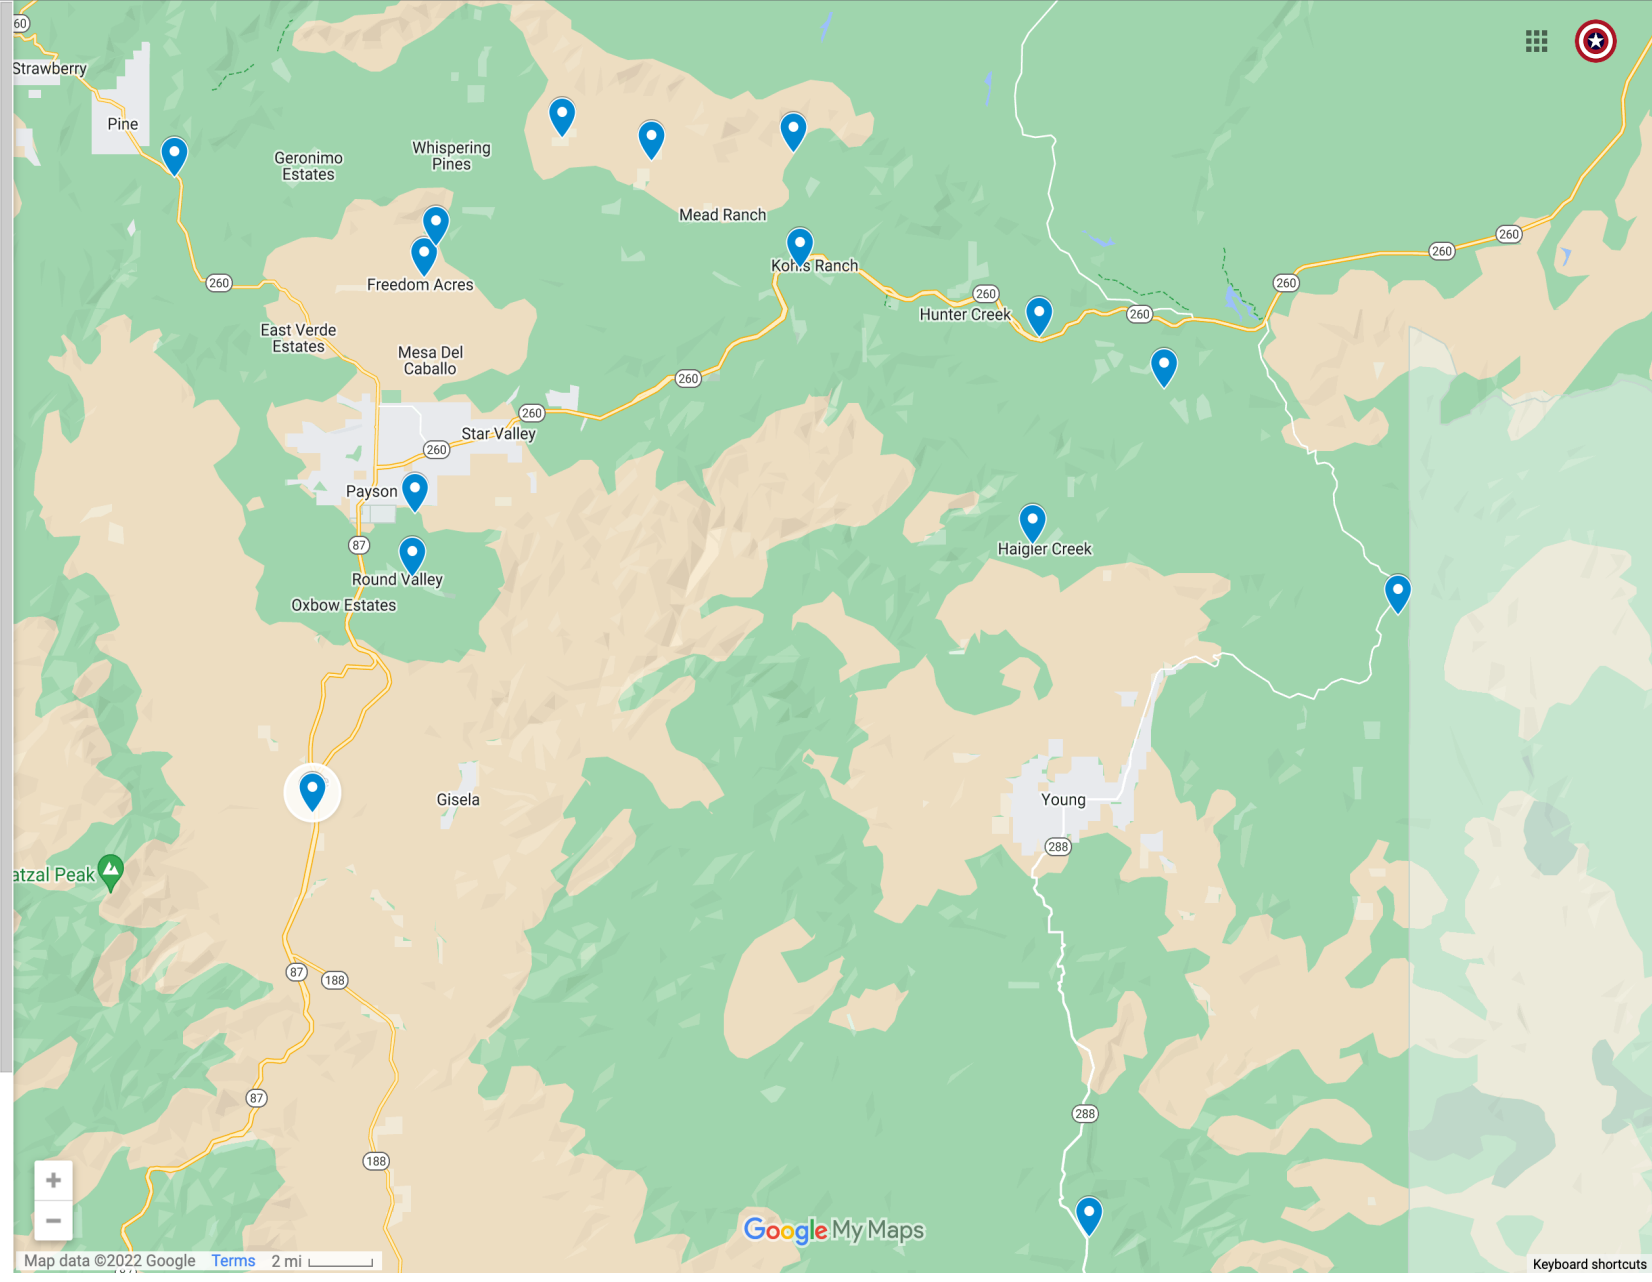 60
Strawberry
Pine
Geronimo
Estates
Whispering
Pines
Mead Ranch
260
260
Kohls Ranch
260
260
Freedom Acres
260
260
Hunter Creek
260
East Verde
Estates
Mesa Del
Caballo
260
260
Star Valley
260
Payson
87
Haigler Creek
Round Valley
Oxbow Estates
Gisela
Young
288
atzal Peak
87
188
87
288
188
Google My Maps
Map data ©2022 Google
Terms
2 mi
Keyboard shortcuts